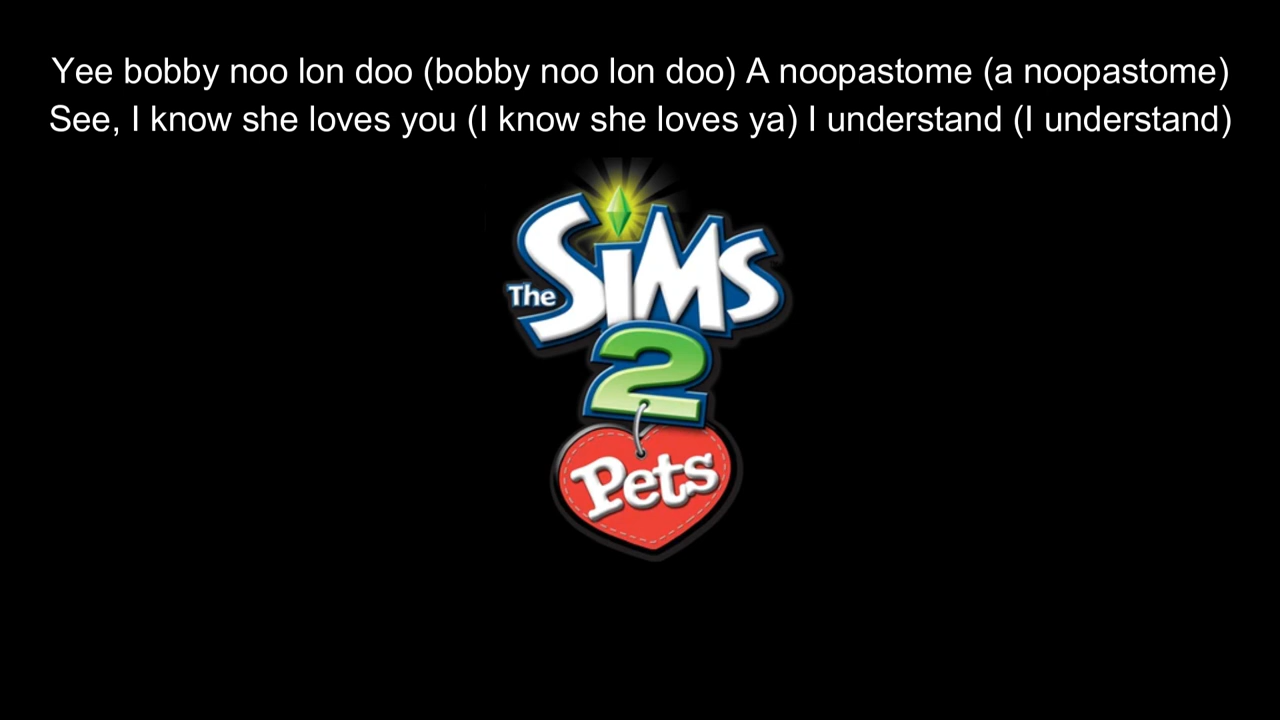 Yee bobby noo lon doo (bobby noo lon doo) A noopastome (a noopastome)
See, I know she loves you (I know she loves ya) I understand (I understand)
The SiMS
2
Pets